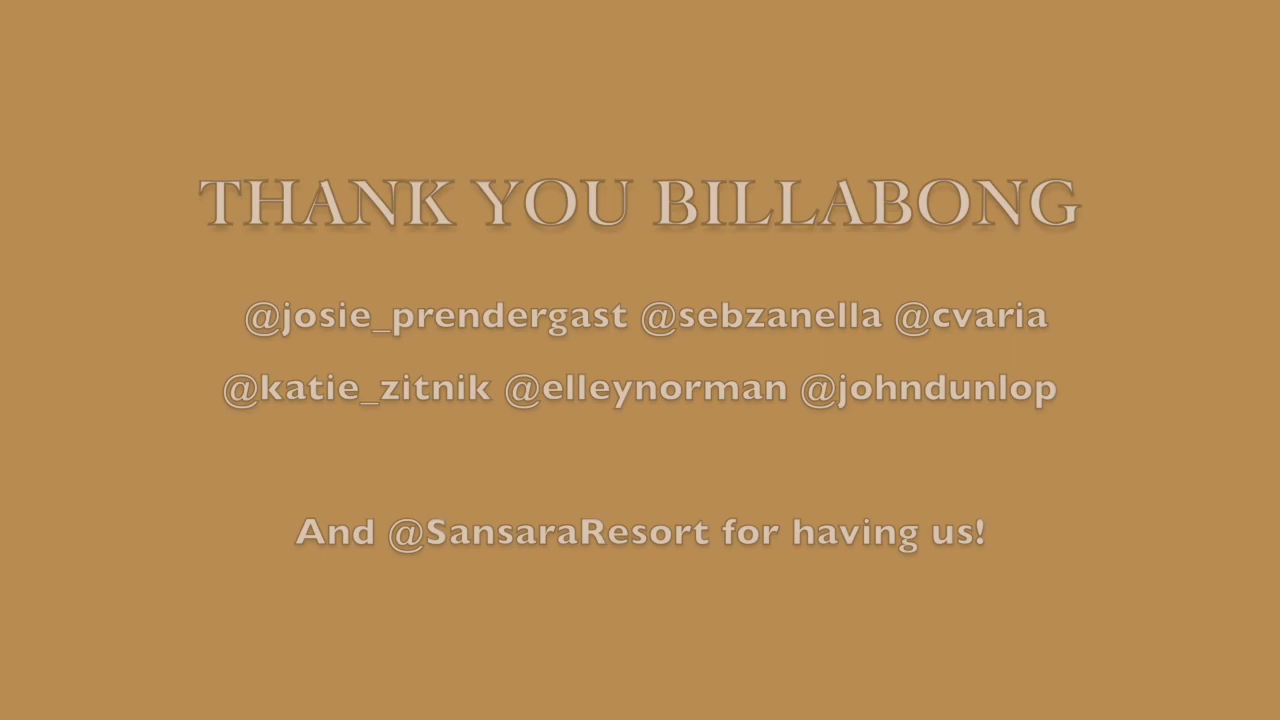 THANK YOU BILLABONG
@josie_prendergast @sebzanella @cvaria
@katie_zitnik @elleynorman @johndunlop
And @SansaraResort for having us!